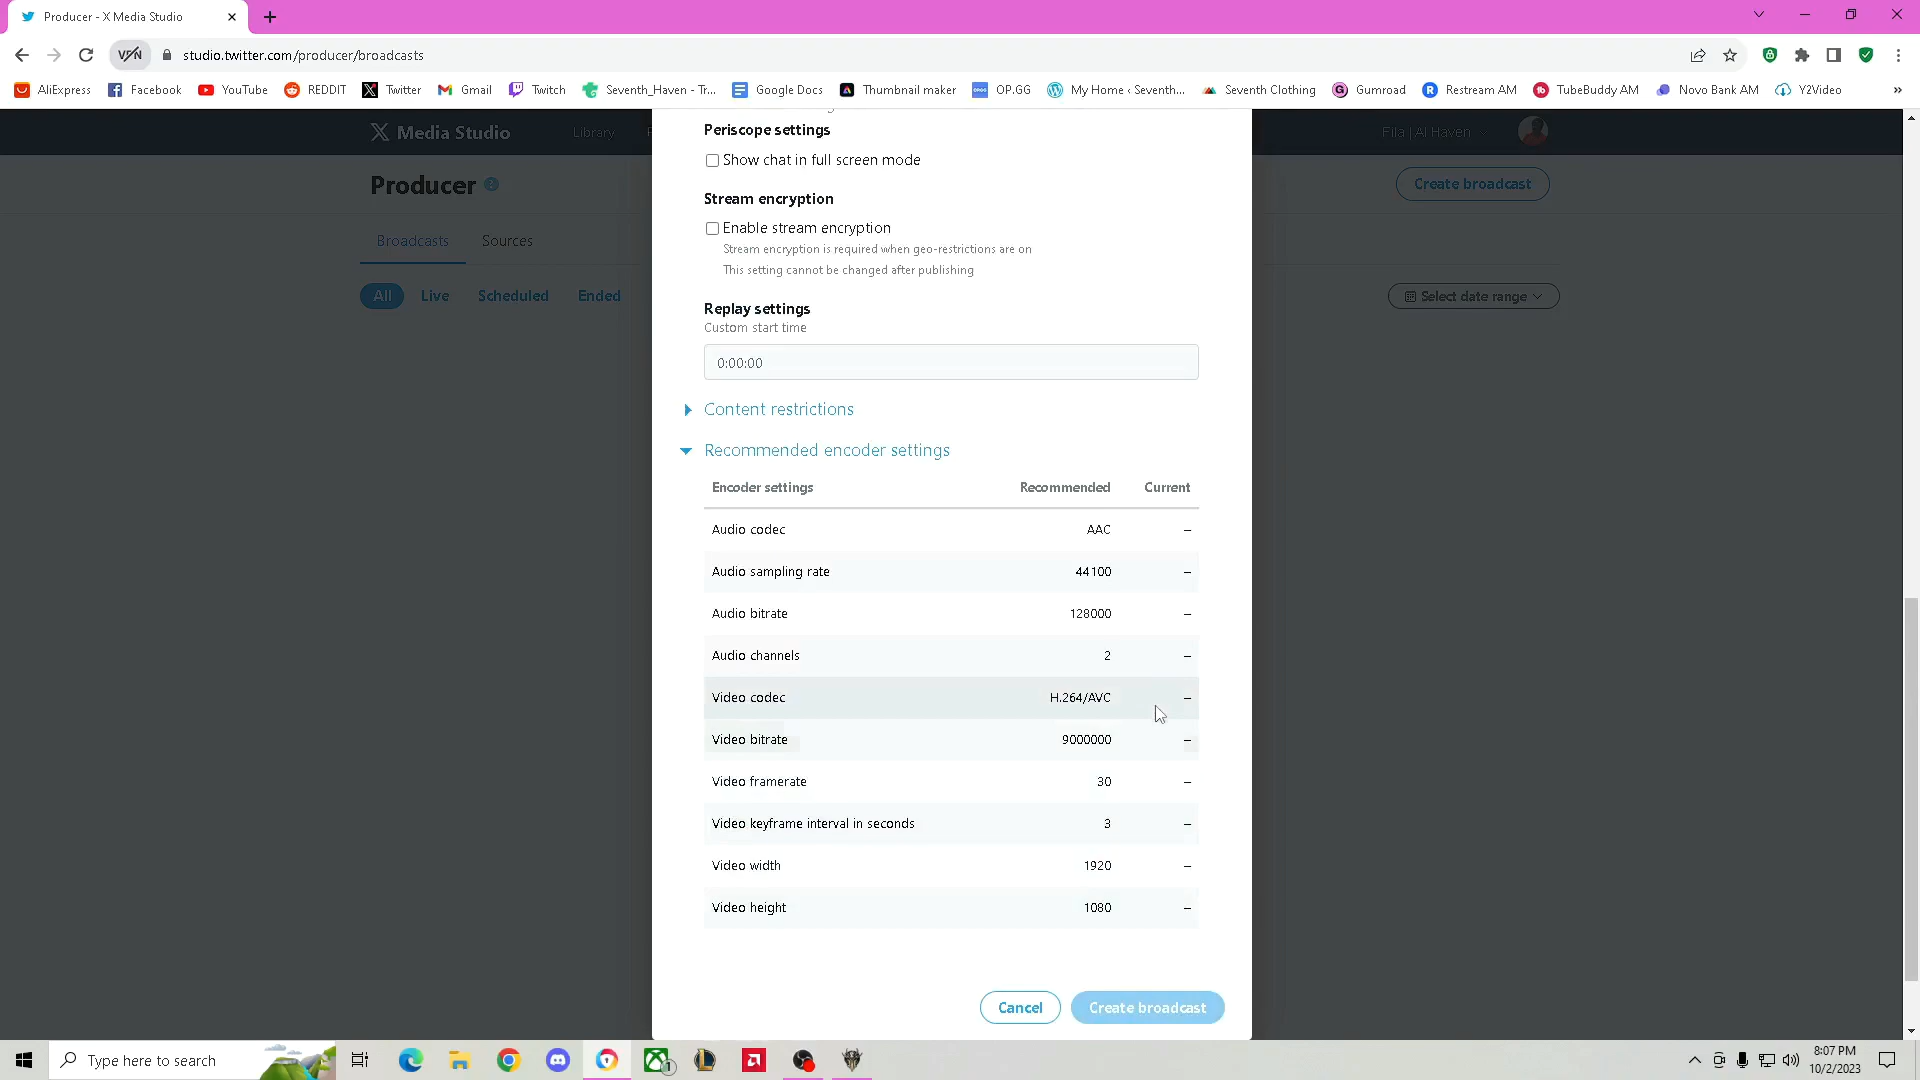 Producer - X Media Studio
VPN
studio.twitter.com/producer/broadcasts
AliExpress
Facebook
YouTube
REDDIT
Twitter
Gmail
Twitch
Seventh_Haven - Tr...
Google Docs
Thumbnail maker
OP.GG
My Home ‹ Seventh...
Seventh Clothing
Gumroad
Restream AM
TubeBuddy AM
Novo Bank AM
Y2Video
»
X Media Studio
Library
Producer
Create broadcast
Broadcasts
Sources
All
Live
Scheduled
Ended
Select date range
Periscope settings
Show chat in full screen mode
Stream encryption
Enable stream encryption
Stream encryption is required when geo-restrictions are on
This setting cannot be changed after publishing
Replay settings
Custom start time
0:00:00
Content restrictions
Recommended encoder settings
Encoder settings Recommended Current
Audio codec AAC –
Audio sampling rate 44100 –
Audio bitrate 128000 –
Audio channels 2 –
Video codec H.264/AVC –
Video bitrate 9000000 –
Video framerate 30 –
Video keyframe interval in seconds 3 –
Video width 1920 –
Video height 1080 –
Cancel
Create broadcast
Type here to search
8:07 PM
10/2/2023